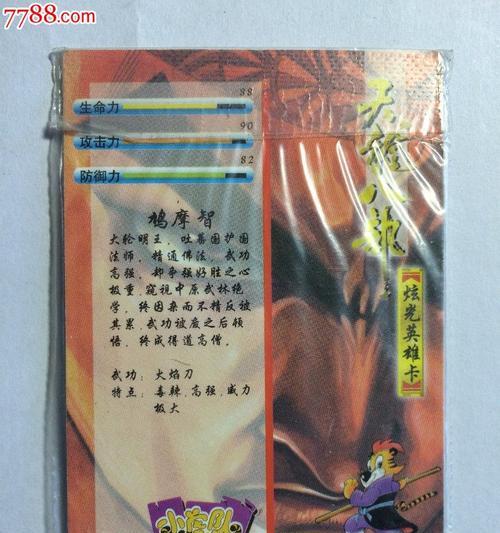 7788.com
88
生命力
90
攻击力
82
防御力
鸠摩智
大轮明王,吐蕃国护国
法师,精通佛法,武功
高强,却争强好胜之心
极重,窥视中原武林绝
学,终因杂而不精反被
其累,武功被废之后领
悟,终成得道高僧。
武功:火焰刀
特点:毒辣,高强,威力
极大
天龙八部
炫光英雄卡
小虎队